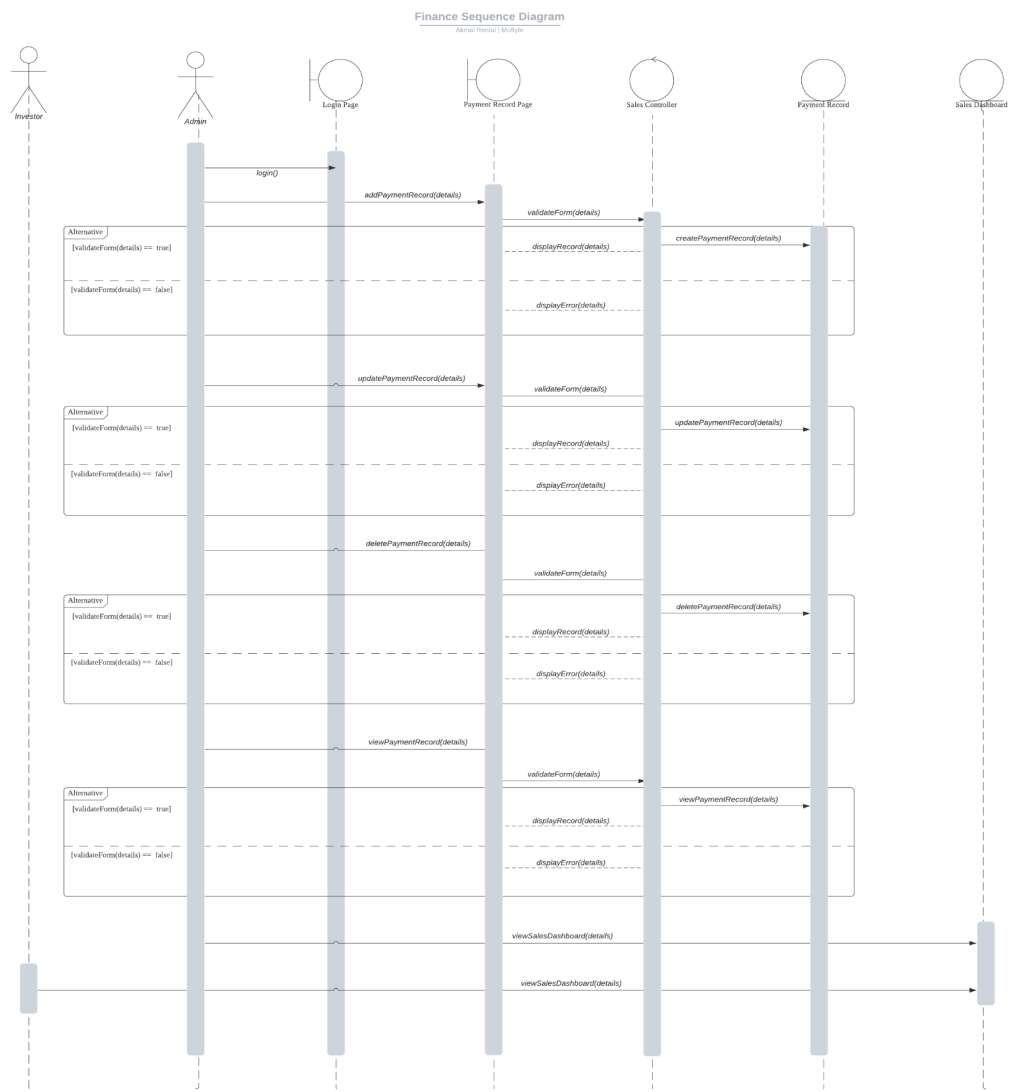 Finance Sequence Diagram
Akmal Rental | McByte
Investor
Admin
Login Page
Payment Record Page
Sales Controller
Payment Record
Sales Dashboard
login()
addPaymentRecord(details)
validateForm(details)
Alternative
[validateForm(details) == true]
createPaymentRecord(details)
displayRecord(details)
[validateForm(details) == false]
displayError(details)
updatePaymentRecord(details)
validateForm(details)
Alternative
[validateForm(details) == true]
updatePaymentRecord(details)
displayRecord(details)
[validateForm(details) == false]
displayError(details)
deletePaymentRecord(details)
validateForm(details)
Alternative
[validateForm(details) == true]
deletePaymentRecord(details)
displayRecord(details)
[validateForm(details) == false]
displayError(details)
viewPaymentRecord(details)
validateForm(details)
Alternative
[validateForm(details) == true]
viewPaymentRecord(details)
displayRecord(details)
[validateForm(details) == false]
displayError(details)
viewSalesDashboard(details)
viewSalesDashboard(details)